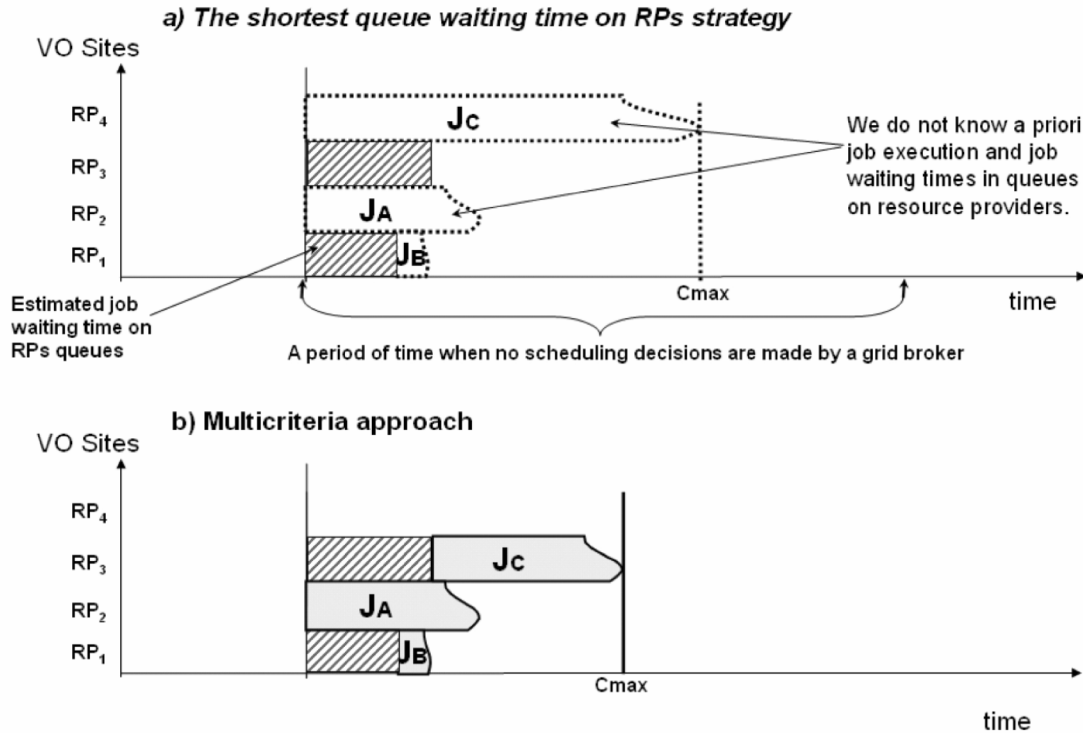 a) The shortest queue waiting time on RPs strategy
VO Sites
RP4
JC
RP3
RP2
JA
RP1
JB
We do not know a priori
job execution and job
waiting times in queues
on resource providers.
Cmax
time
Estimated job
waiting time on
RPs queues
A period of time when no scheduling decisions are made by a grid broker
b) Multicriteria approach
VO Sites
RP4
RP3
JC
RP2
JA
RP1
JB
Cmax
time